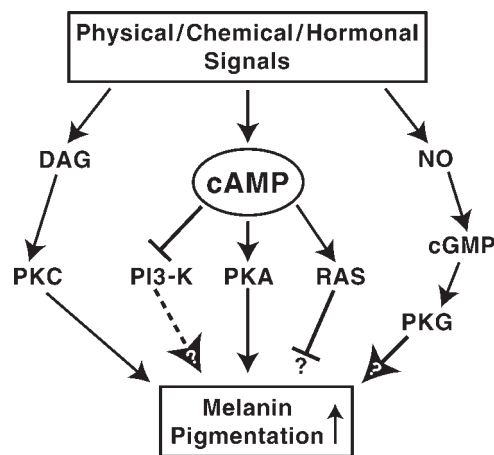 Physical/Chemical/Hormonal
Signals
DAG
NO
cAMP
cGMP
PKC
PI3-K
PKA
RAS
PKG
?
?
?
Melanin
Pigmentation